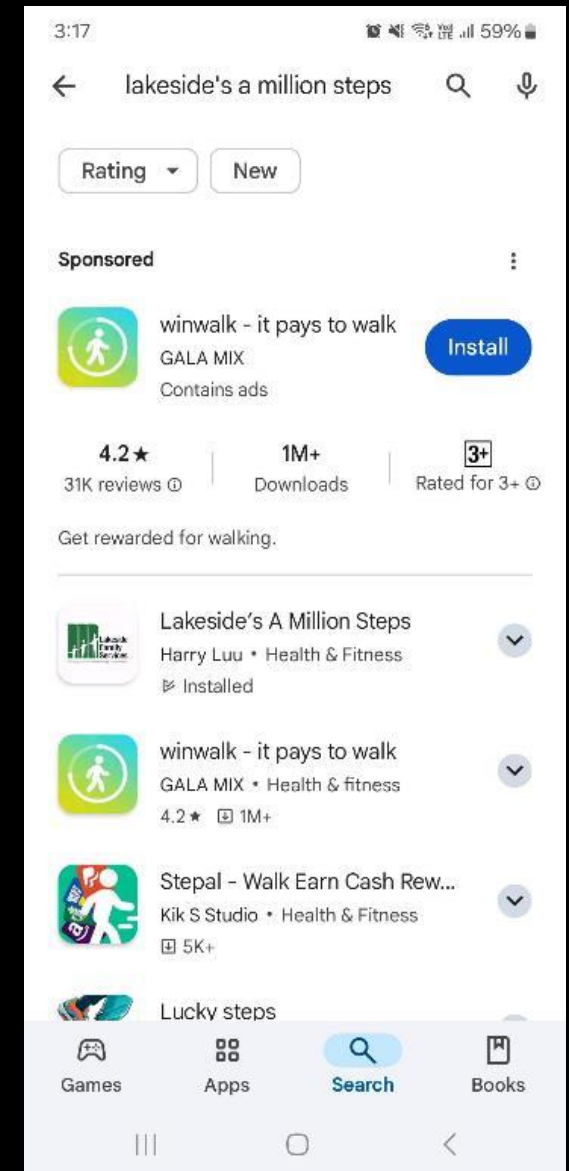 3:17 59%
lakeside's a million steps
Rating New
Sponsored
winwalk - it pays to walk
GALA MIX
Contains ads
Install
4.2★ 1M+ 3+
31K reviews Downloads Rated for 3+
Get rewarded for walking.
Lakeside's A Million Steps
Harry Luu • Health & Fitness
Installed
Lakeside
Family
Services
winwalk - it pays to walk
GALA MIX • Health & fitness
4.2★ 1M+
Stepal - Walk Earn Cash Rew...
Kik S Studio • Health & Fitness
5K+
Lucky steps
Games Apps Search Books